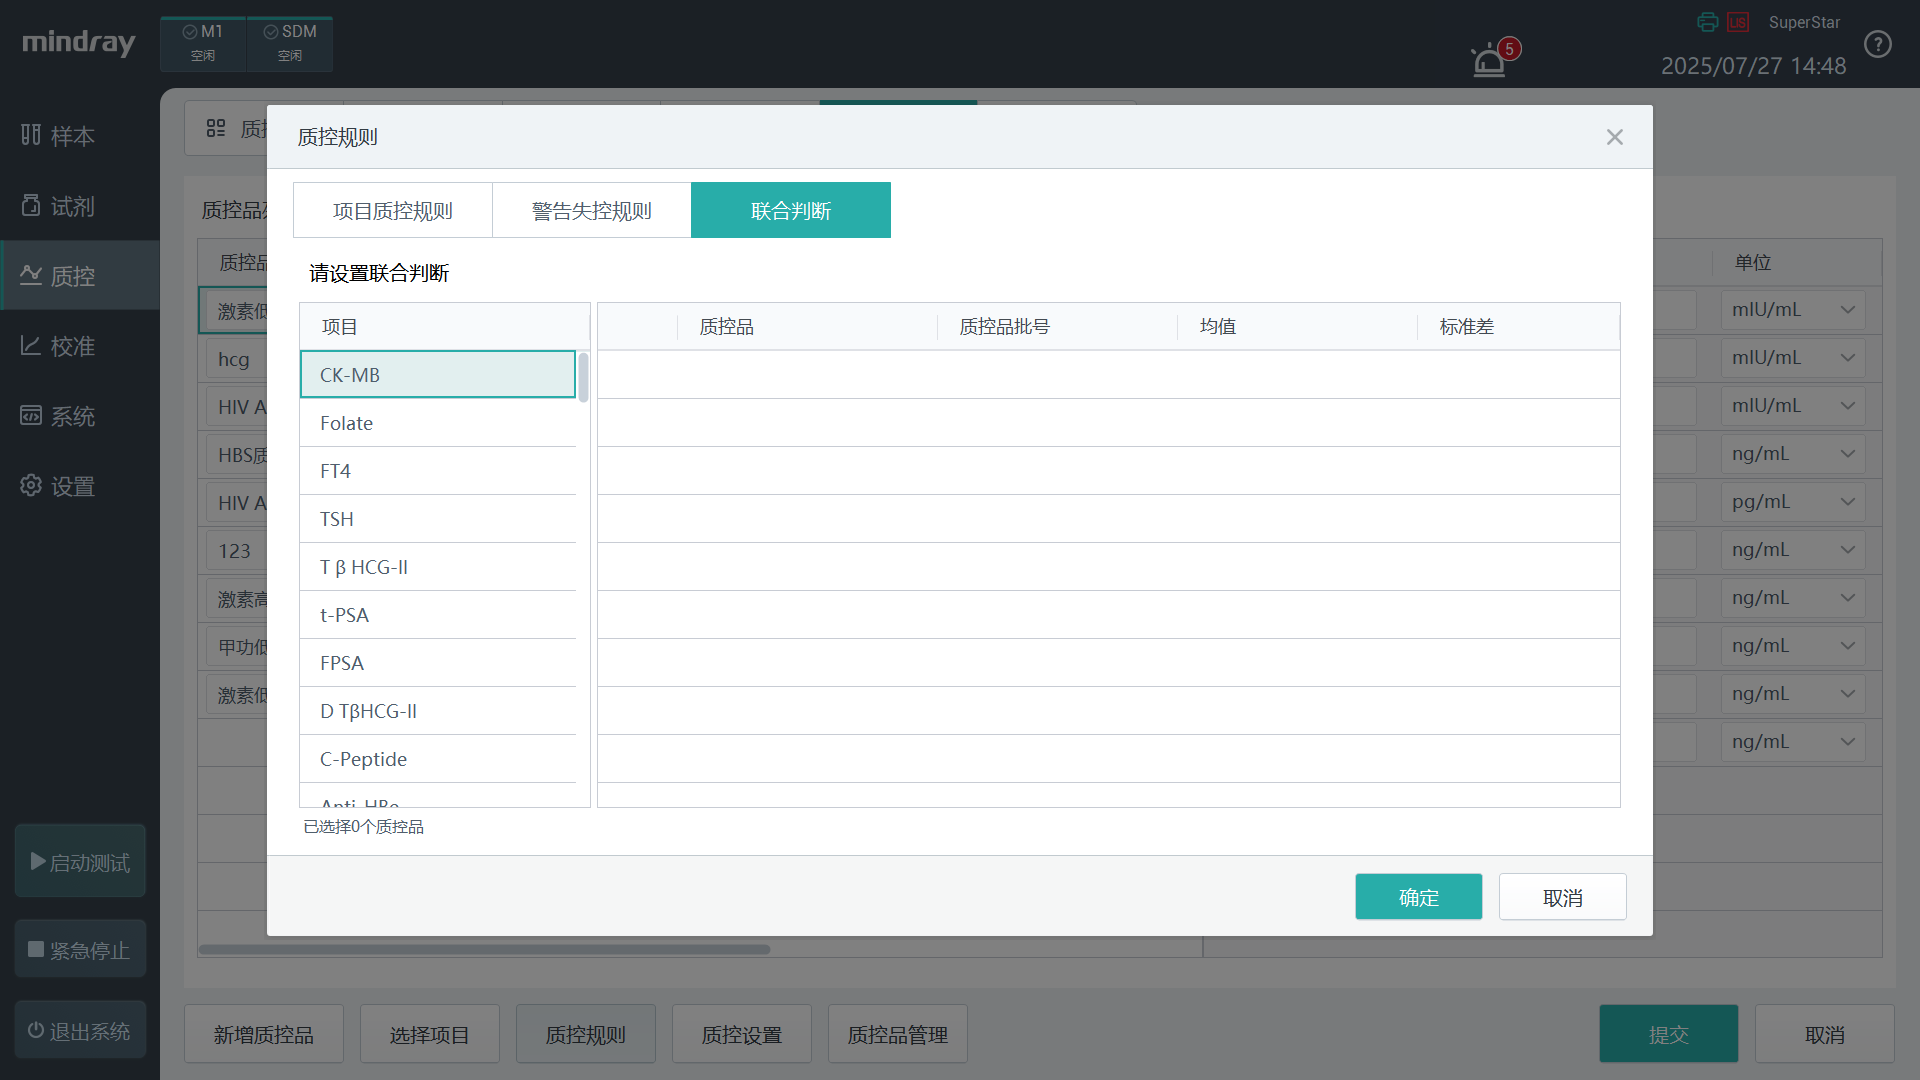 mindray
M1
空闲
SDM
空闲
5
LIS
SuperStar
2025/07/27 14:48
?
样本
试剂
质控
校准
系统
设置
启动测试
紧急停止
退出系统
质控规则
项目质控规则
警告失控规则
联合判断
请设置联合判断
项目
质控品
质控品批号
均值
标准差
CK-MB
Folate
FT4
TSH
T β HCG-II
t-PSA
FPSA
D TβHCG-II
C-Peptide
已选择0个质控品
确定
取消
质控品
激素低
hcg
HIV A
HBS质
HIV A
123
激素高
甲功低
激素低
单位
mIU/mL
mIU/mL
mIU/mL
ng/mL
pg/mL
ng/mL
ng/mL
ng/mL
ng/mL
ng/mL
新增质控品
选择项目
质控规则
质控设置
质控品管理
提交
取消